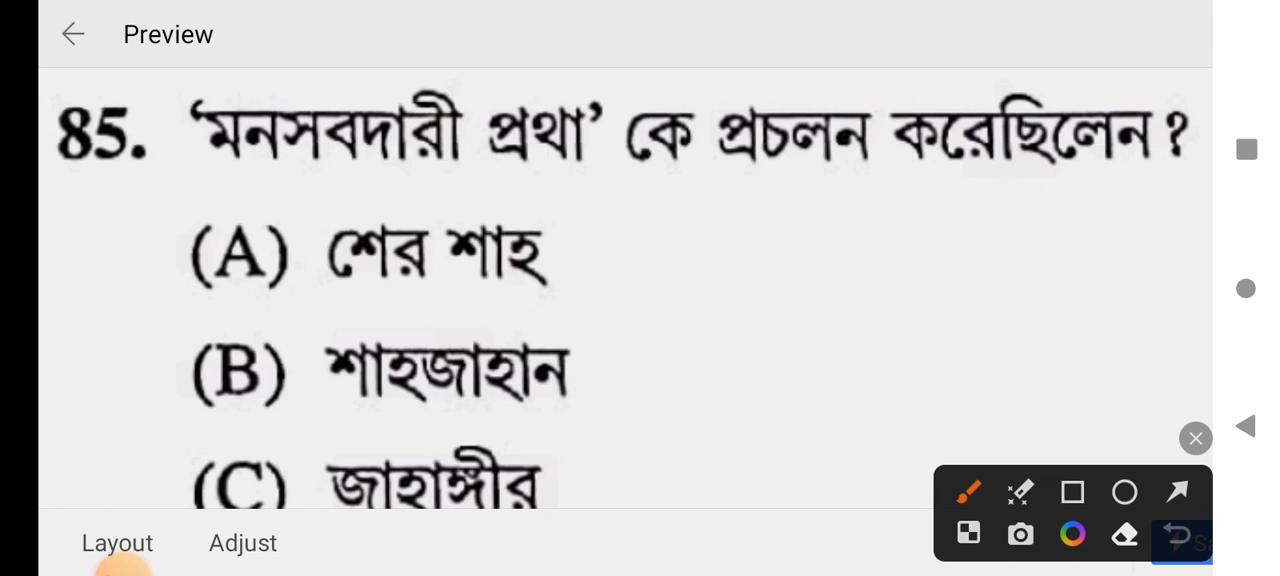 Preview
85. ‘মনসবদারী প্রথা’ কে প্রচলন করেছিলেন?
(A) শের শাহ
(B) শাহজাহান
(C) জাহাঙ্গীর
Layout Adjust